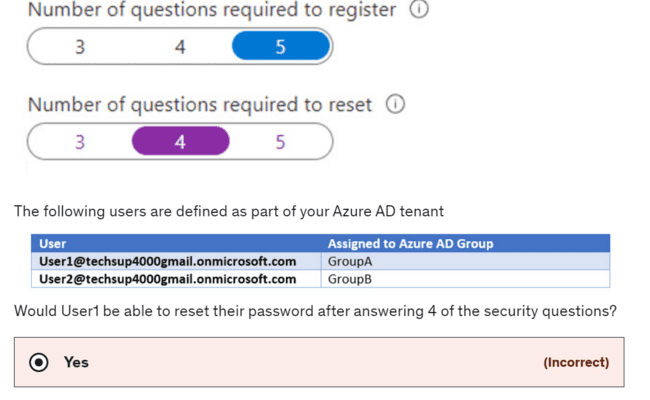 Number of questions required to register
3 4 5
Number of questions required to reset
3 4 5
The following users are defined as part of your Azure AD tenant
User Assigned to Azure AD Group
User1@techsup4000gmail.onmicrosoft.com GroupA
User2@techsup4000gmail.onmicrosoft.com GroupB
Would User1 be able to reset their password after answering 4 of the security questions?
Yes (Incorrect)